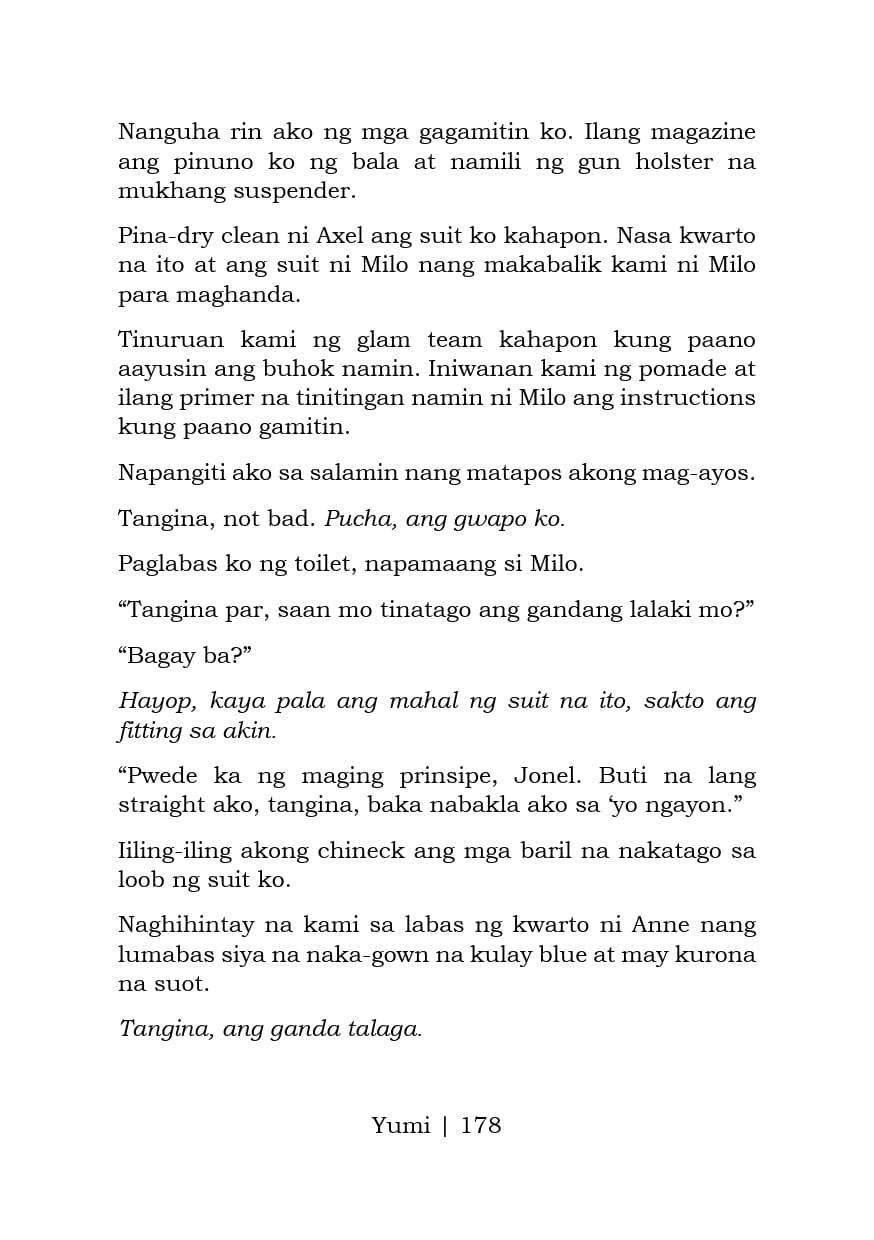 Nanguha rin ako ng mga gagamitin ko. Ilang magazine
ang pinuno ko ng bala at namili ng gun holster na
mukhang suspender.
Pina-dry clean ni Axel ang suit ko kahapon. Nasa kwarto
na ito at ang suit ni Milo nang makabalik kami ni Milo
para maghanda.
Tinuruan kami ng glam team kahapon kung paano
aayusin ang buhok namin. Iniwanan kami ng pomade at
ilang primer na tinitingan namin ni Milo ang instructions
kung paano gamitin.
Napangiti ako sa salamin nang matapos akong mag-ayos.
Tangina, not bad. Pucha, ang gwapo ko.
Paglabas ko ng toilet, napamaang si Milo.
“Tangina par, saan mo tinatago ang gandang lalaki mo?”
“Bagay ba?”
Hayop, kaya pala ang mahal ng suit na ito, sakto ang
fitting sa akin.
“Pwede ka ng maging prinsipe, Jonel. Buti na lang
straight ako, tangina, baka nabakla ako sa ‘yo ngayon.”
Iiling-iling akong chineck ang mga baril na nakatago sa
loob ng suit ko.
Naghihintay na kami sa labas ng kwarto ni Anne nang
lumabas siya na naka-gown na kulay blue at may kurona
na suot.
Tangina, ang ganda talaga.
Yumi | 178